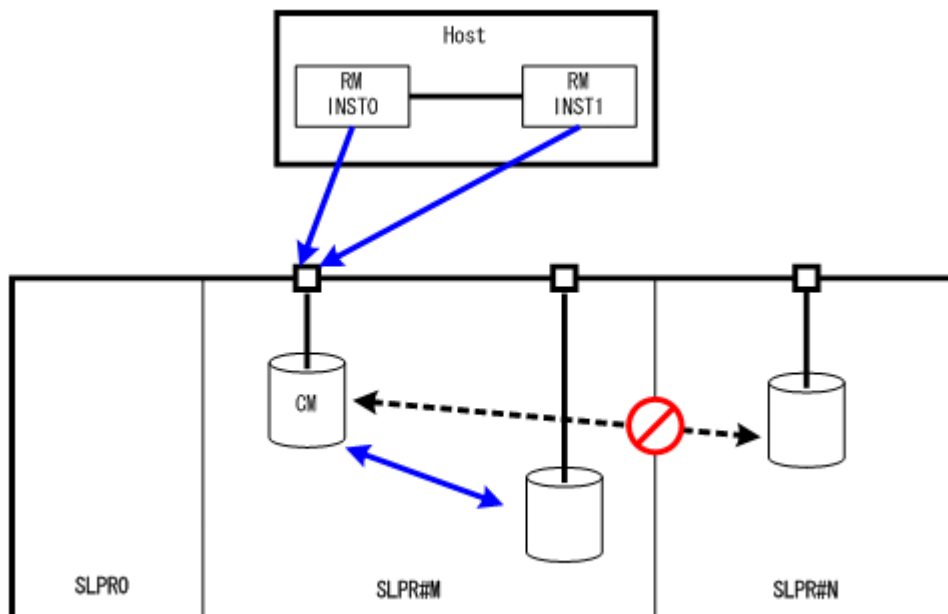 Host
RM
INST0
RM
INST1
CM
SLPR0
SLPR#M
SLPR#N